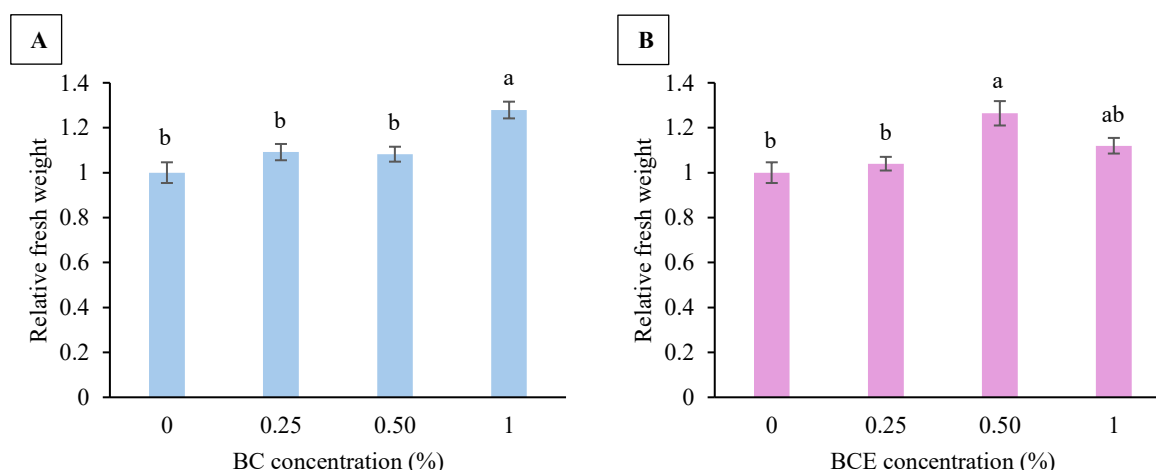 A
Relative fresh weight
1.4
1.2
1
0.8
0.6
0.4
0.2
0
b
b
b
a
0
0.25
0.50
1
BC concentration (%)
B
Relative fresh weight
1.4
1.2
1
0.8
0.6
0.4
0.2
0
b
b
a
ab
0
0.25
0.50
1
BCE concentration (%)